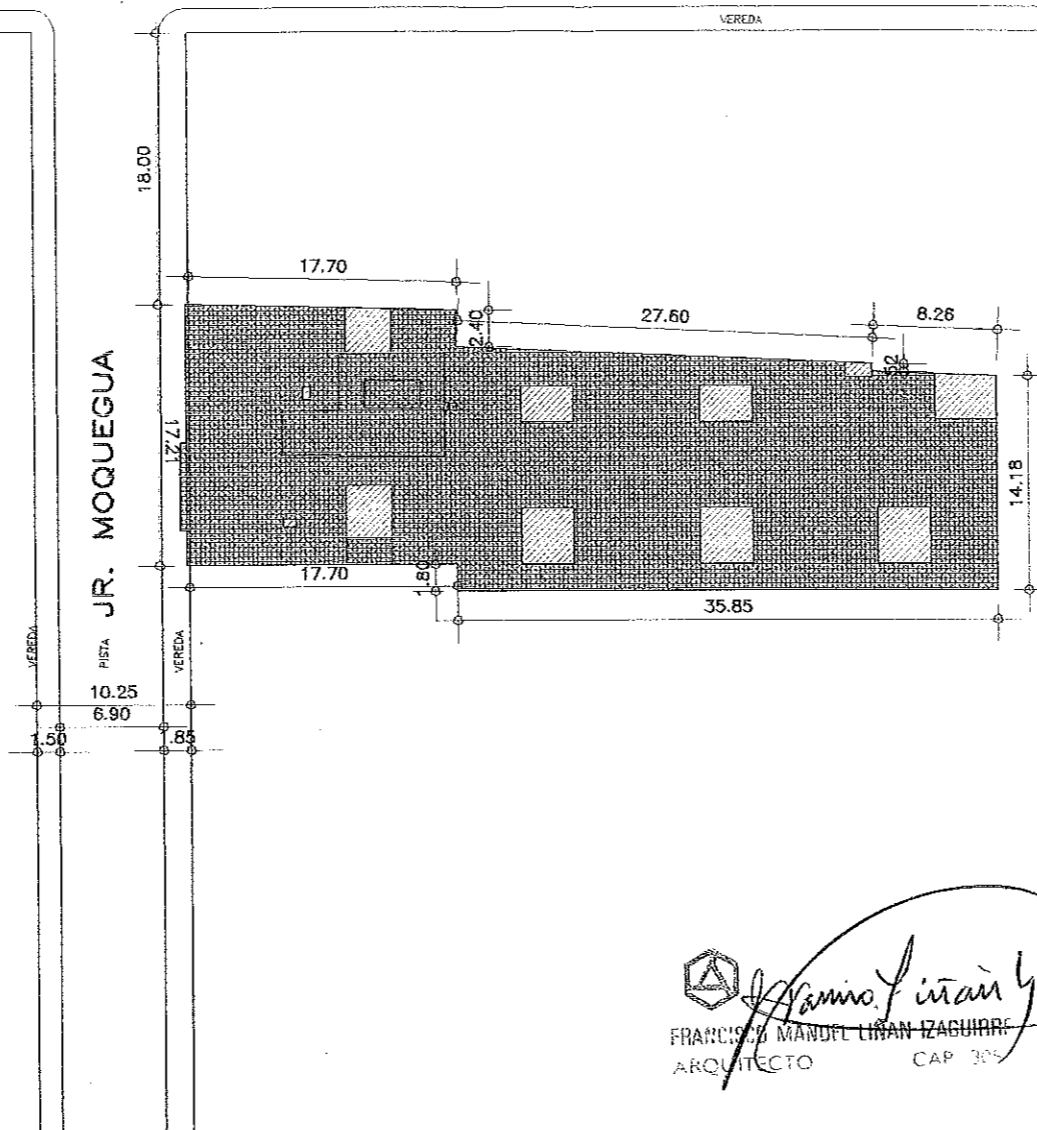 VEREDA
18.00
17.70
2.40
27.60
8.26
.52
JR. MOQUEGUA
PISTA
17.21
14.18
17.70
1.80
35.85
VEREDA
VEREDA
10.25
6.90
1.50
1.85
FRANCISCO MANUEL LIÑAN IZAGUIRRE
ARQUITECTO CAP